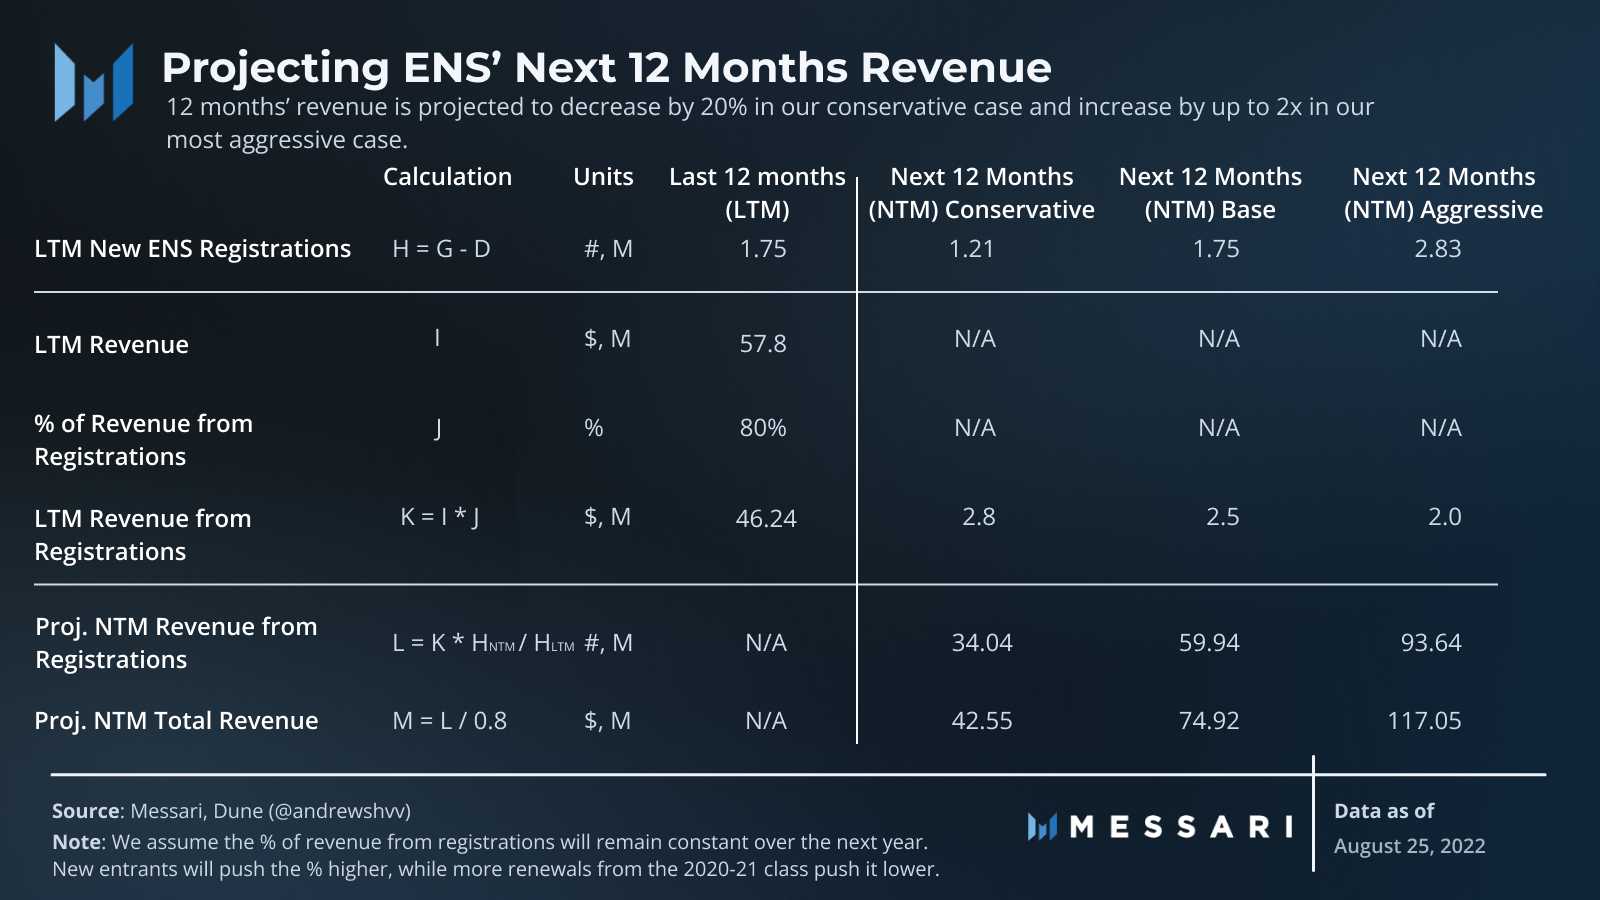 Projecting ENS’ Next 12 Months Revenue
12 months’ revenue is projected to decrease by 20% in our conservative case and increase by up to 2x in our
most aggressive case.
Calculation Units Last 12 months (LTM) Next 12 Months (NTM) Conservative Next 12 Months (NTM) Base Next 12 Months (NTM) Aggressive
LTM New ENS Registrations H = G - D #, M 1.75 1.21 1.75 2.83
LTM Revenue I $, M 57.8 N/A N/A N/A
% of Revenue from Registrations J % 80% N/A N/A N/A
LTM Revenue from Registrations K = I * J $, M 46.24 2.8 2.5 2.0
Proj. NTM Revenue from Registrations L = K * HNTM / HLTM #, M N/A 34.04 59.94 93.64
Proj. NTM Total Revenue M = L / 0.8 $, M N/A 42.55 74.92 117.05
Source: Messari, Dune (@andrewshvv)
Note: We assume the % of revenue from registrations will remain constant over the next year.
New entrants will push the % higher, while more renewals from the 2020-21 class push it lower.
MESSARI
Data as of
August 25, 2022